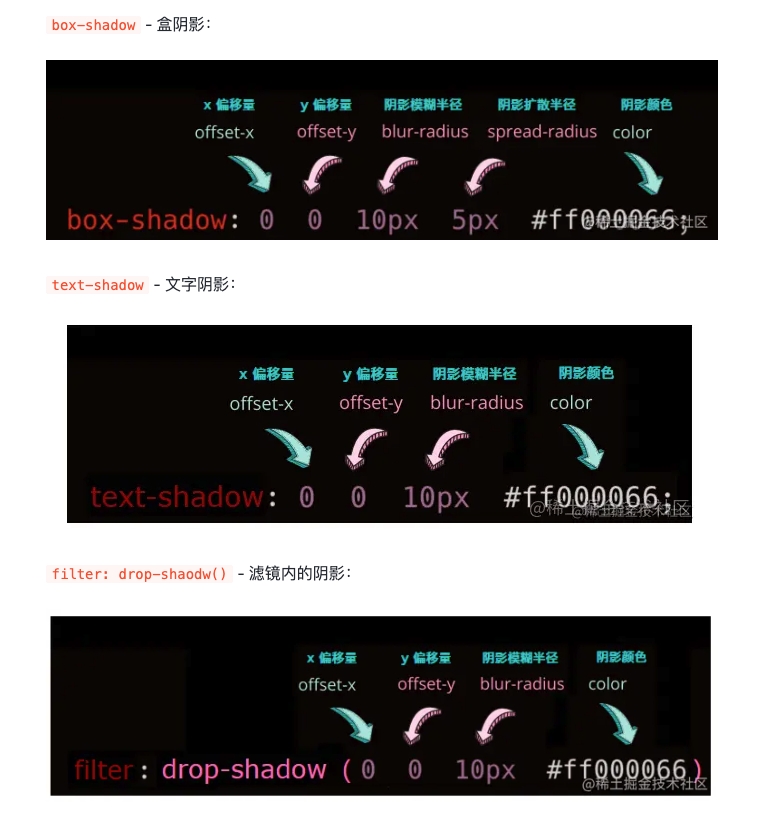 box-shadow - 盒阴影：
x 偏移量 y 偏移量 阴影模糊半径 阴影扩散半径 阴影颜色
offset-x offset-y blur-radius spread-radius color
box-shadow: 0 0 10px 5px #ff000066;
@稀土掘金技术社区
text-shadow - 文字阴影：
x 偏移量 y 偏移量 阴影模糊半径 阴影颜色
offset-x offset-y blur-radius color
text-shadow: 0 0 10px #ff000066;
@稀土掘金技术社区
filter: drop-shaodw() - 滤镜内的阴影：
x 偏移量 y 偏移量 阴影模糊半径 阴影颜色
offset-x offset-y blur-radius color
filter: drop-shadow (0 0 10px #ff000066)
@稀土掘金技术社区